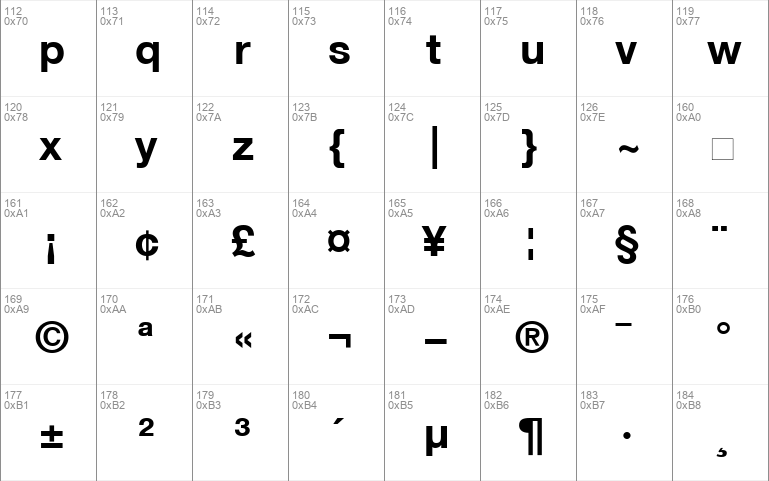 112 113 114 115 116 117 118 119
0x70 0x71 0x72 0x73 0x74 0x75 0x76 0x77
p q r s t u v w
120 121 122 123 124 125 126 160
0x78 0x79 0x7A 0x7B 0x7C 0x7D 0x7E 0xA0
x y z { | } ~ □
161 162 163 164 165 166 167 168
0xA1 0xA2 0xA3 0xA4 0xA5 0xA6 0xA7 0xA8
¡ ¢ £ ¤ ¥ ¦ § ¨
169 170 171 172 173 174 175 176
0xA9 0xAA 0xAB 0xAC 0xAD 0xAE 0xAF 0xB0
© ª « ¬ – ® ¯ °
177 178 179 180 181 182 183 184
0xB1 0xB2 0xB3 0xB4 0xB5 0xB6 0xB7 0xB8
± ² ³ ´ µ ¶ · ¸